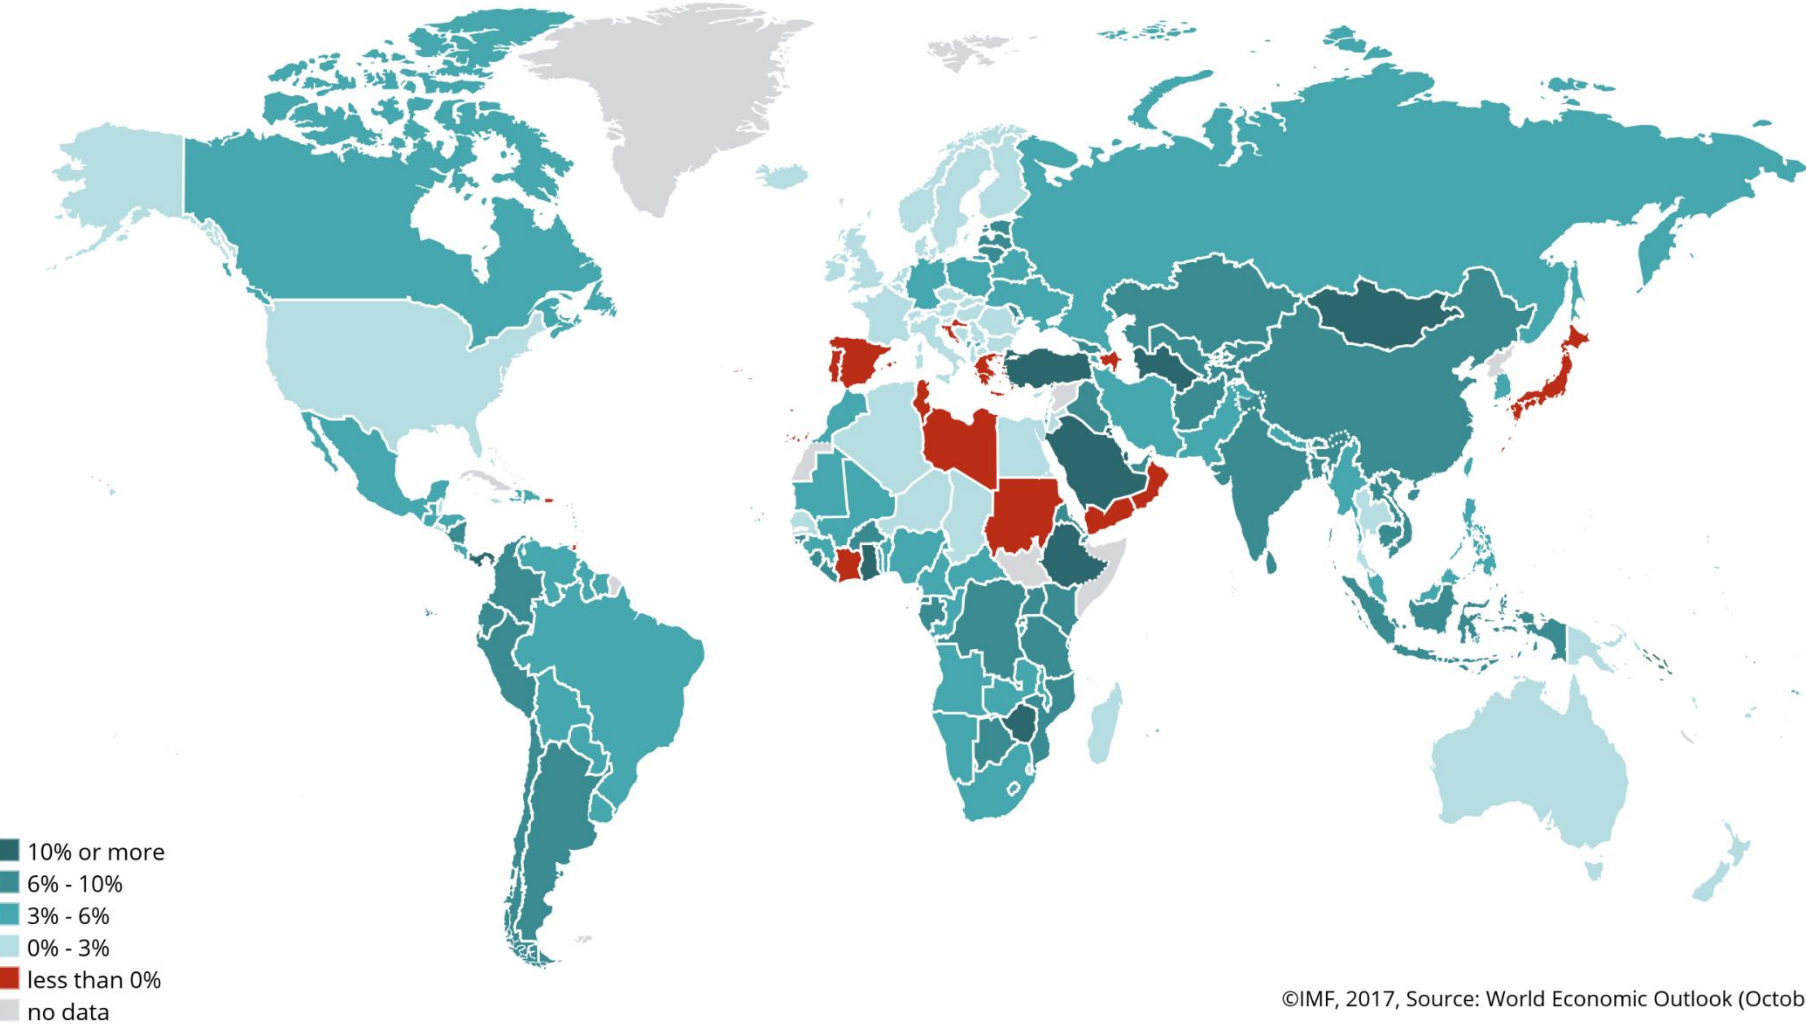 10% or more
6% - 10%
3% - 6%
0% - 3%
less than 0%
no data
©IMF, 2017, Source: World Economic Outlook (Octob